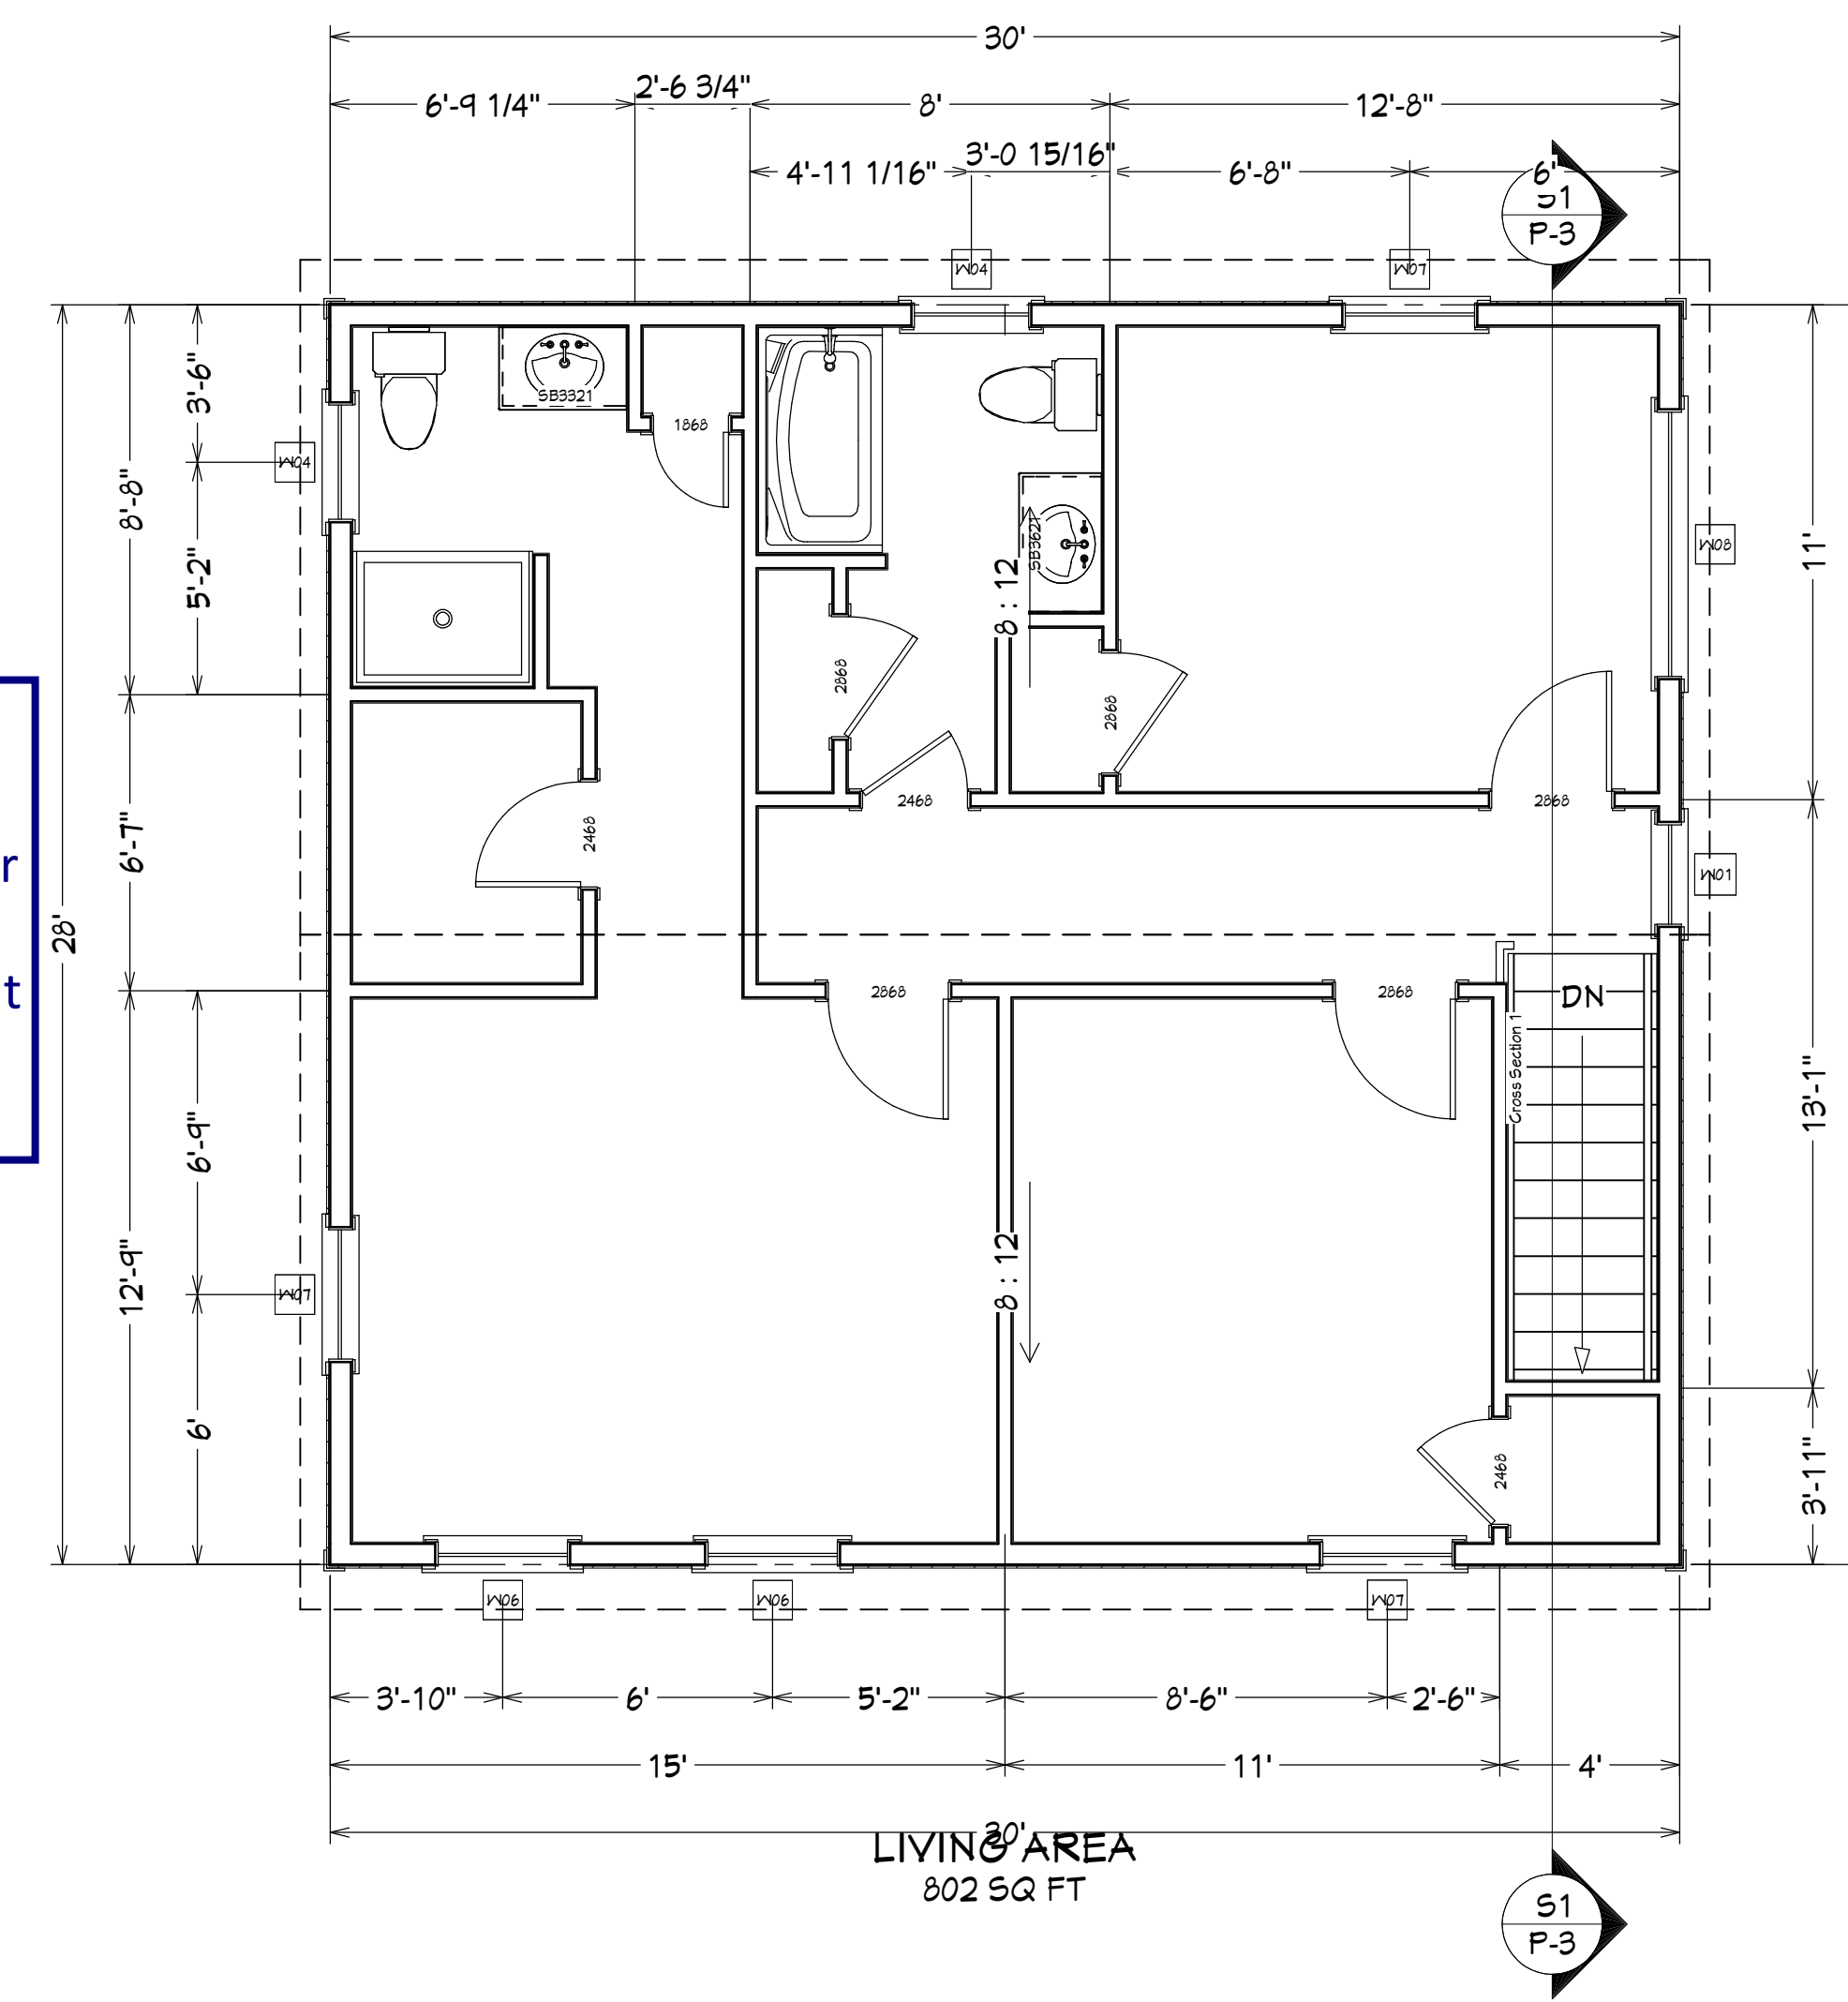 30'
6'-9 1/4"
2'-6 3/4"
8'
12'-8"
4'-11 1/16"
3'-0 15/16"
6'-8"
6'
S1
P-3
W04
W07
3'-6"
SB3321
1868
W04
8'-8"
5'-2"
SB3621
8 : 12
W08
11'
2868
2868
2468
2868
6'-7"
2468
W01
r
t
28'
2868
2868
DN
Cross Section 1
13'-1"
6'-9"
8 : 12
12'-9"
W07
6'
2468
3'-11"
W06
W06
W07
3'-10"
6'
5'-2"
8'-6"
2'-6"
15'
11'
4'
30'
LIVING AREA
802 SQ FT
S1
P-3